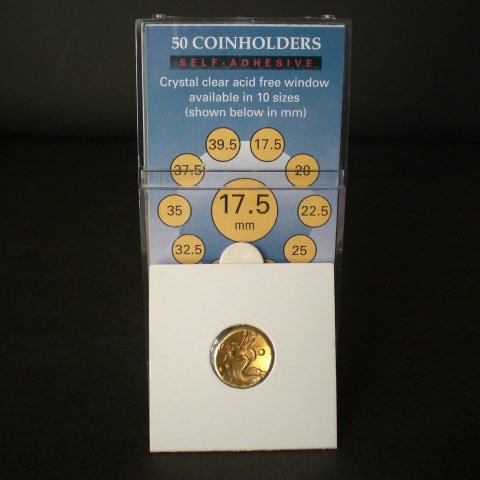 50 COINHOLDERS
SELF-ADHESIVE
Crystal clear acid free window
available in 10 sizes
(shown below in mm)
39.5 17.5
37.5 20
17.5
mm
35 22.5
32.5 25